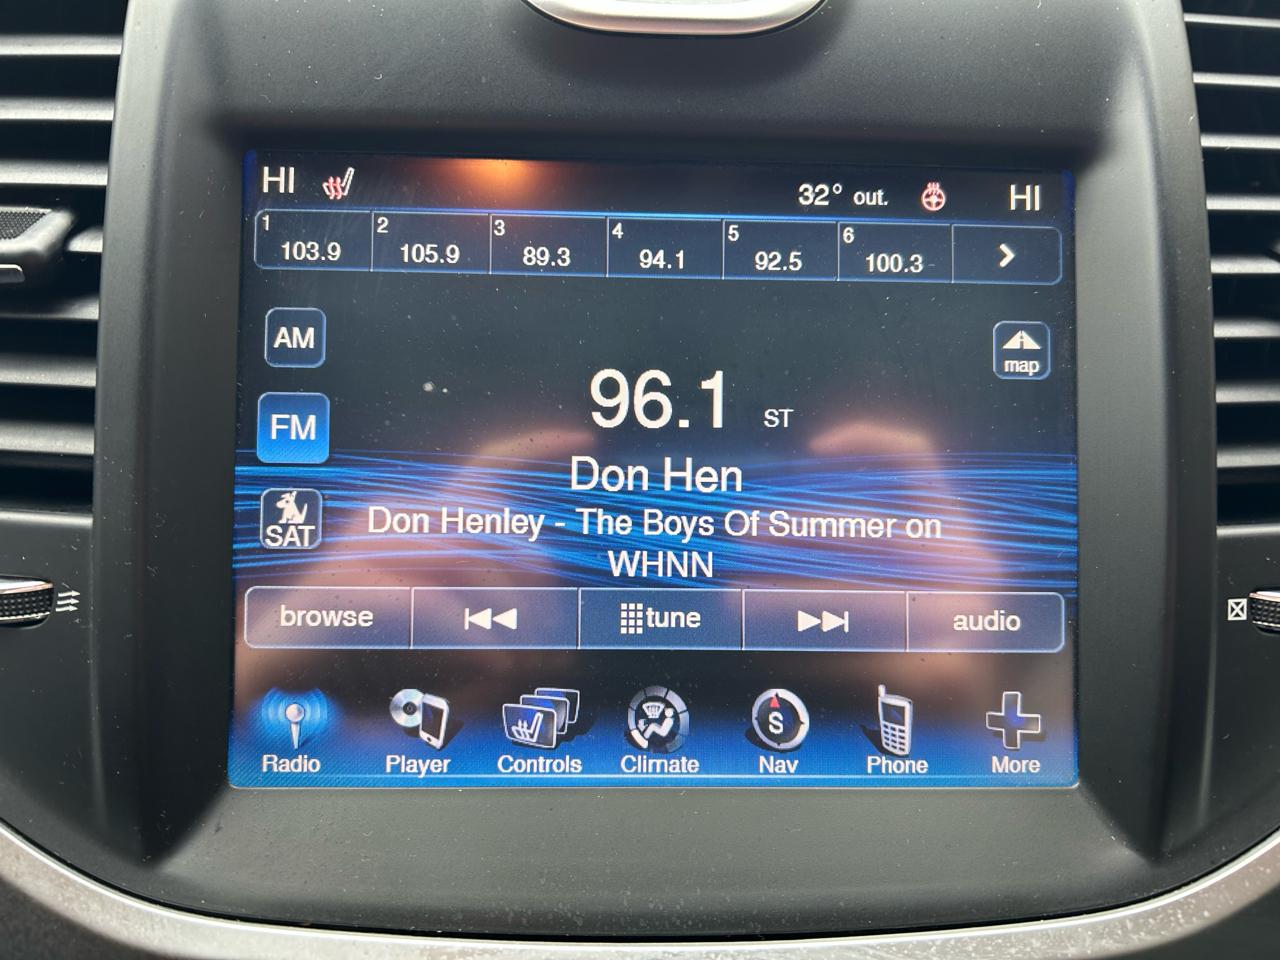 HI 32° out. HI
1 2 3 4 5 6
103.9 105.9 89.3 94.1 92.5 100.3
AM
map
96.1 ST
FM
Don Hen
SAT
Don Henley - The Boys Of Summer on
WHNN
browse tune audio
S
Radio Player Controls Climate Nav Phone More